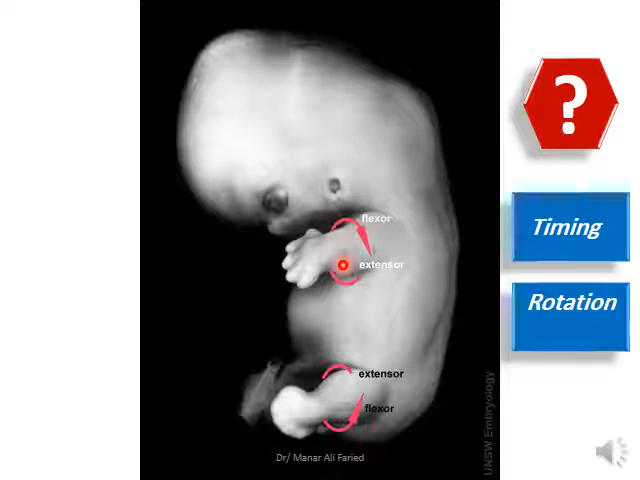 ?
flexor
Timing
extensor
Rotation
extensor
flexor
UNSW Embryology
Dr/ Manar Ali Faried